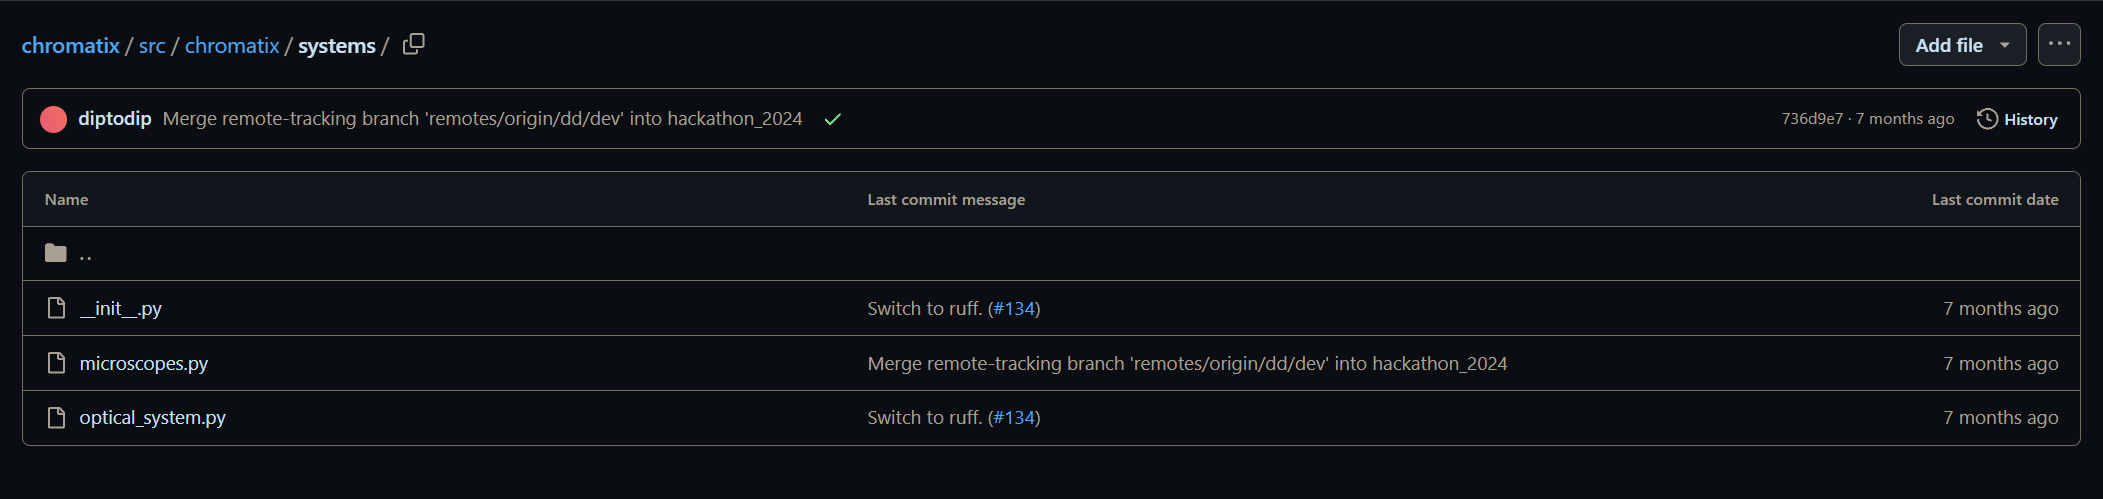 chromatix / src / chromatix / systems /
Add file
diptodip Merge remote-tracking branch 'remotes/origin/dd/dev' into hackathon_2024
736d9e7 · 7 months ago History
Name Last commit message Last commit date
..
__init__.py Switch to ruff. (#134) 7 months ago
microscopes.py Merge remote-tracking branch 'remotes/origin/dd/dev' into hackathon_2024 7 months ago
optical_system.py Switch to ruff. (#134) 7 months ago